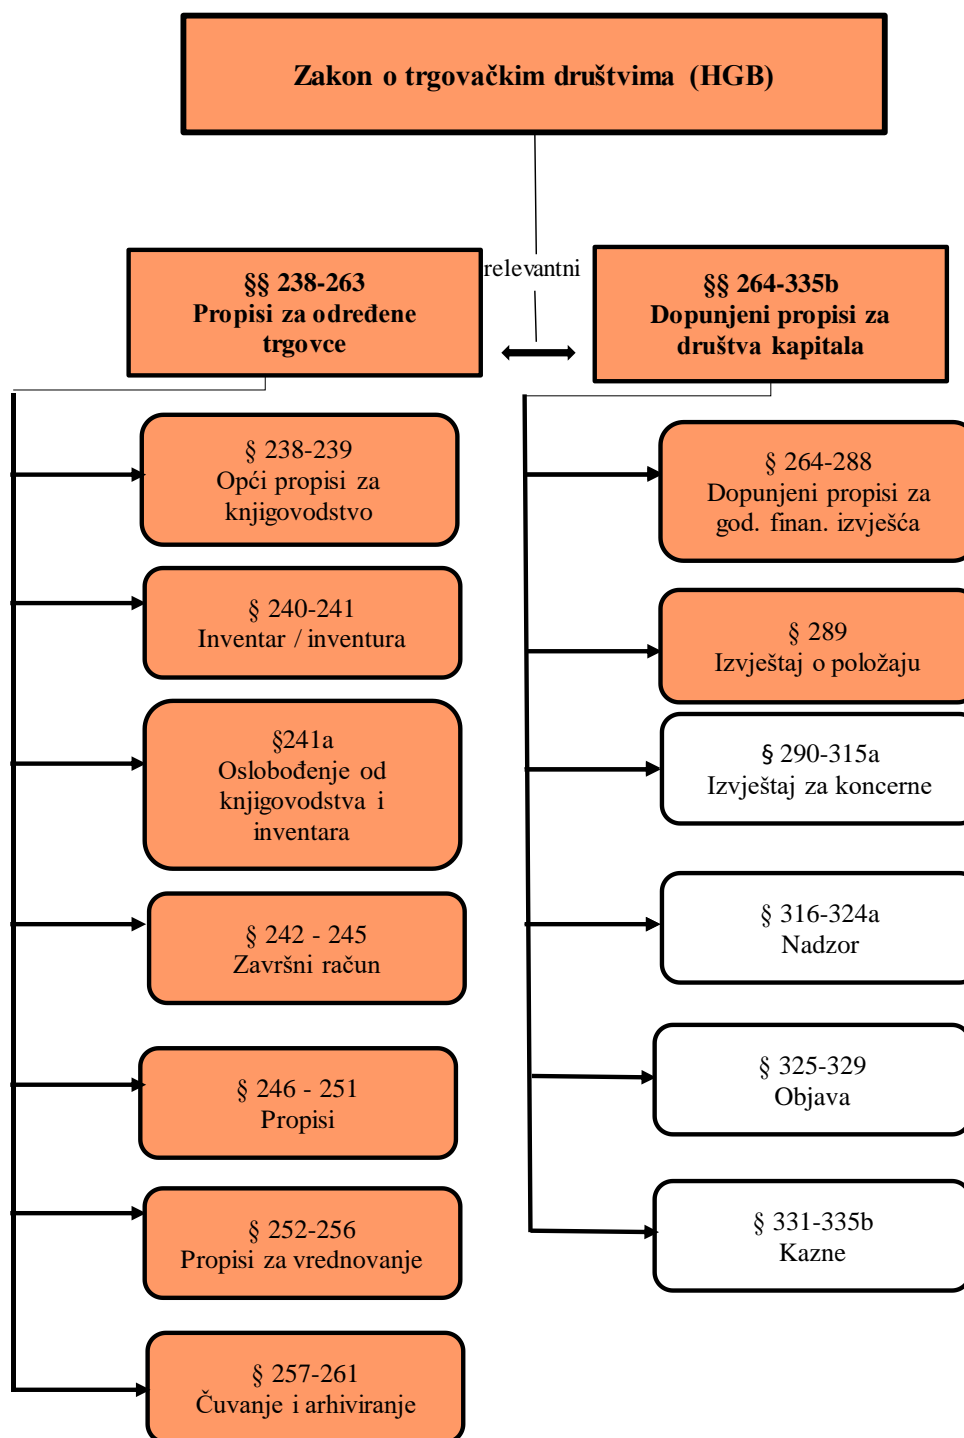 Zakon o trgovačkim društvima (HGB)
relevantni
§§ 238-263
Propisi za određene
trgovce
§§ 264-335b
Dopunjeni propisi za
društva kapitala
§ 238-239
Opći propisi za
knjigovodstvo
§ 240-241
Inventar / inventura
§241a
Oslobođenje od
knjigovodstva i
inventara
§ 242 - 245
Završni račun
§ 246 - 251
Propisi
§ 252-256
Propisi za vrednovanje
§ 257-261
Čuvanje i arhiviranje
§ 264-288
Dopunjeni propisi za
god. finan. izvješća
§ 289
Izvještaj o položaju
§ 290-315a
Izvještaj za koncerne
§ 316-324a
Nadzor
§ 325-329
Objava
§ 331-335b
Kazne